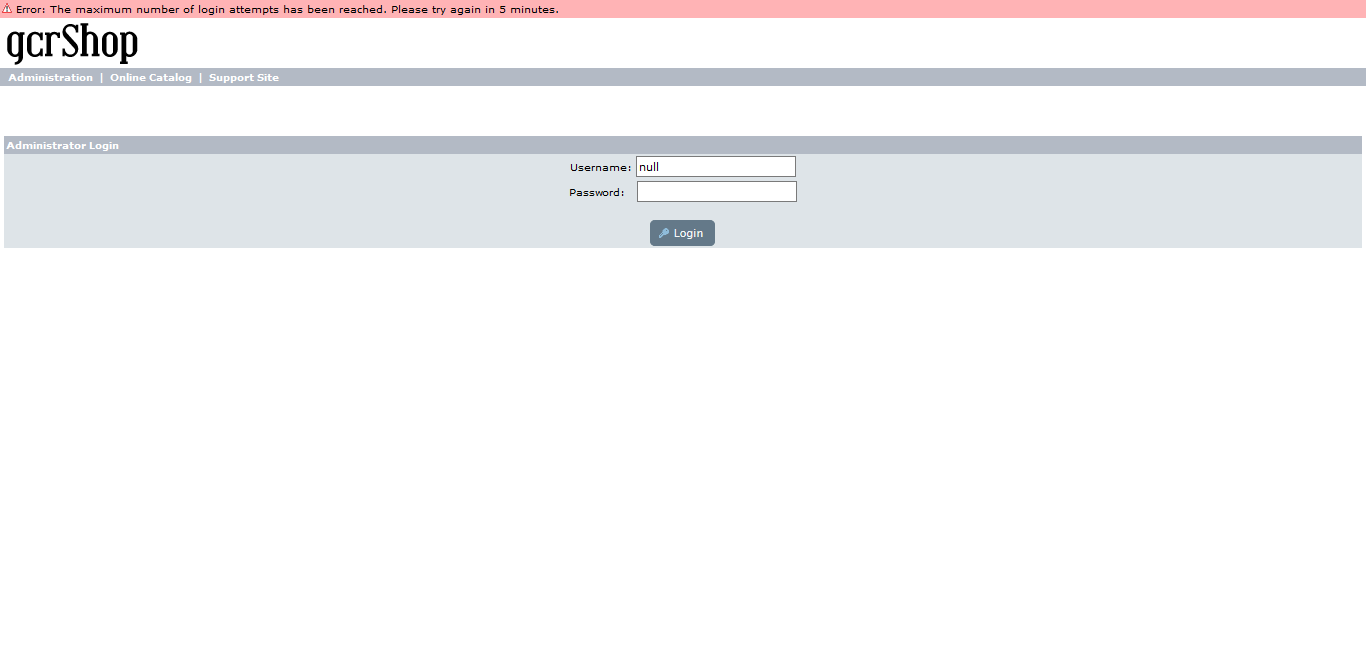 Error: The maximum number of login attempts has been reached. Please try again in 5 minutes.
gcrShop
Administration | Online Catalog | Support Site
Administrator Login
Username: null
Password:
Login